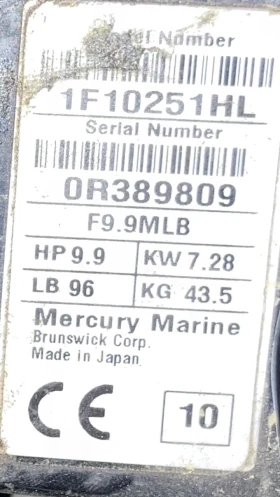 Number
1F10251HL
Serial Number
0R389809
F9.9MLB
HP 9.9 KW 7.28
LB 96 KG 43.5
Mercury Marine
Brunswick Corp.
Made in Japan
CE 10